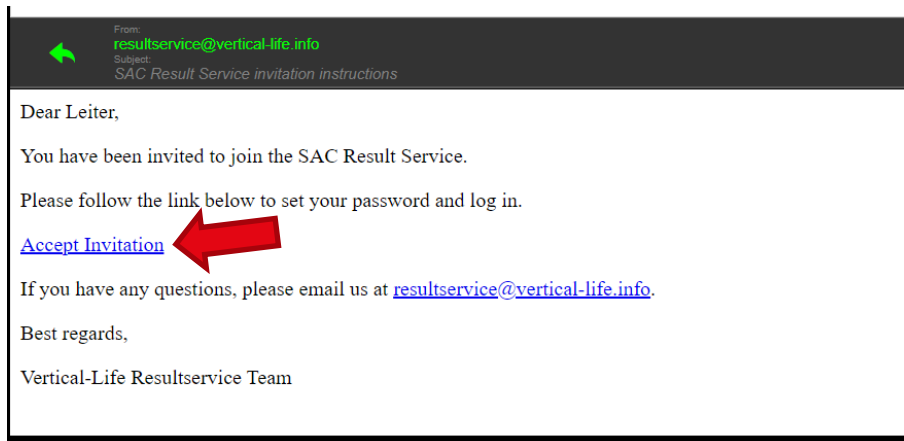 From:
resultservice@vertical-life.info
Subject:
SAC Result Service invitation instructions
Dear Leiter,
You have been invited to join the SAC Result Service.
Please follow the link below to set your password and log in.
Accept Invitation
If you have any questions, please email us at resultservice@vertical-life.info.
Best regards,
Vertical-Life Resultservice Team